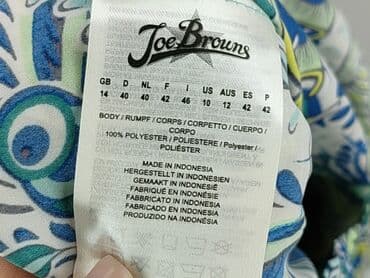 Joe Browns
GB D NL F I US AUS ES P
14 40 40 42 46 10 12 42 42
BODY / RUMPF / CORPS / CORPETTO / CUERPO /
CORPO
100% POLYESTER / POLIESTERE / Polyester /
POLIÉSTER
MADE IN INDONESIA
HERGESTELLT IN INDONESIEN
GEMAAKT IN INDONESIË
FABRIQUÉ EN INDONÉSIE
FABBRICATO IN INDONESIA
FABRICADO EN INDONESIA
PRODUZIDO NA INDONÉSIA